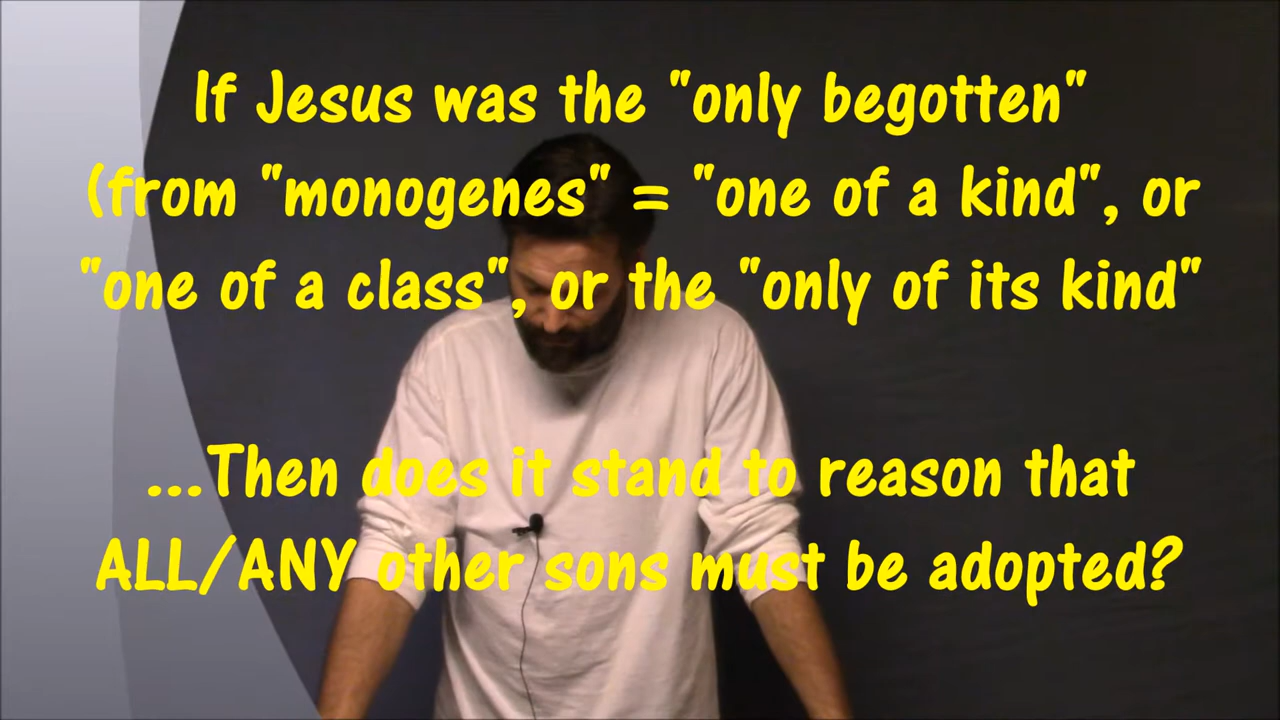 If Jesus was the "only begotten"
(from "monogenes" = "one of a kind", or
"one of a class", or the "only of its kind"
...Then does it stand to reason that
ALL/ANY other sons must be adopted?